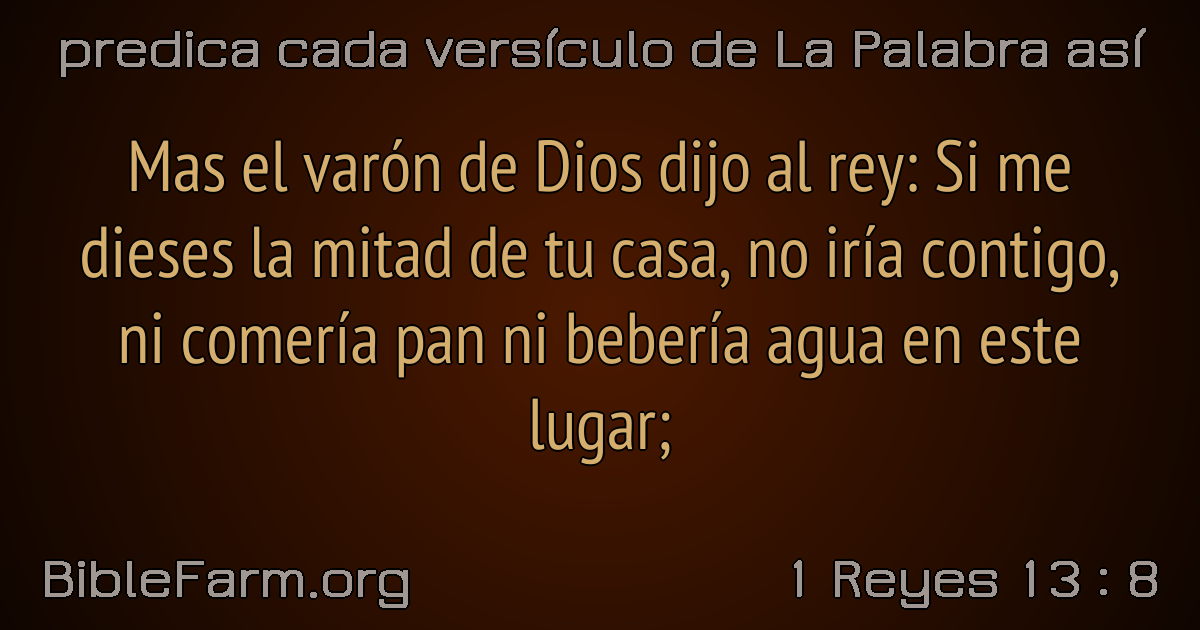 predica cada versículo de La Palabra así
Mas el varón de Dios dijo al rey: Si me
dieses la mitad de tu casa, no iría contigo,
ni comería pan ni bebería agua en este
lugar;
BibleFarm.org
1 Reyes 13 : 8